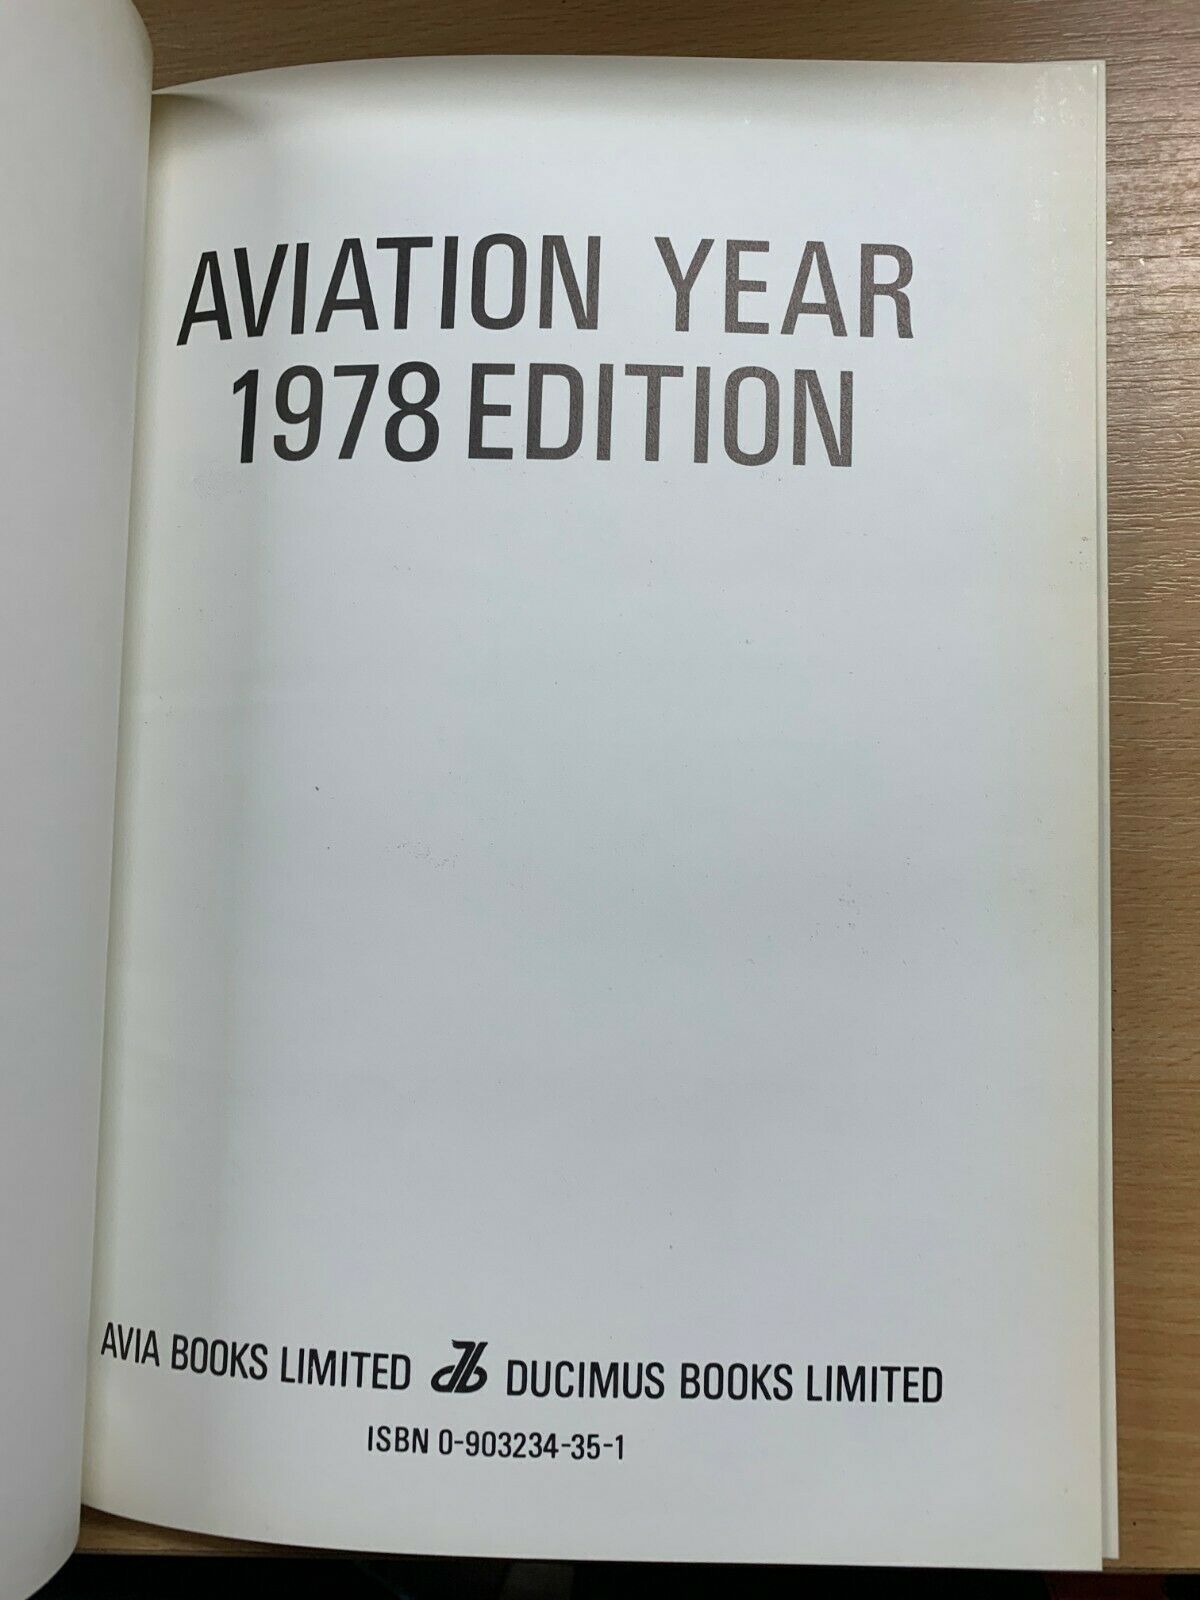 AVIATION YEAR
1978 EDITION
AVIA BOOKS LIMITED DUCIMUS BOOKS LIMITED
ISBN 0-903234-35-1